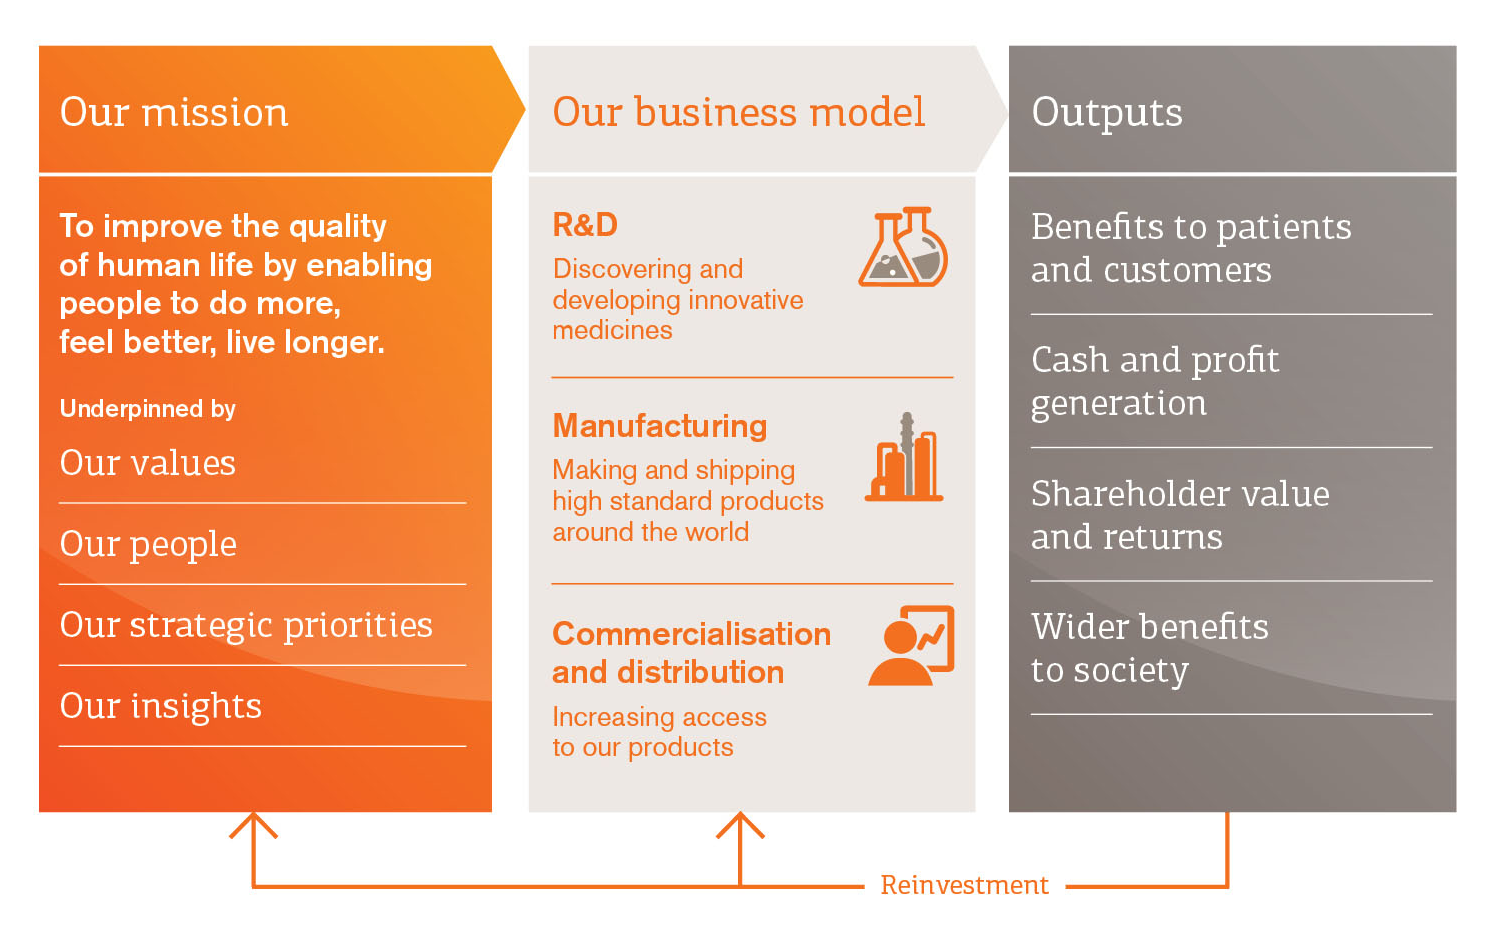 Our mission
To improve the quality
of human life by enabling
people to do more,
feel better, live longer.
Underpinned by
Our values
Our people
Our strategic priorities
Our insights
Our business model
R&D
Discovering and
developing innovative
medicines
Manufacturing
Making and shipping
high standard products
around the world
Commercialisation
and distribution
Increasing access
to our products
Outputs
Benefits to patients
and customers
Cash and profit
generation
Shareholder value
and returns
Wider benefits
to society
Reinvestment